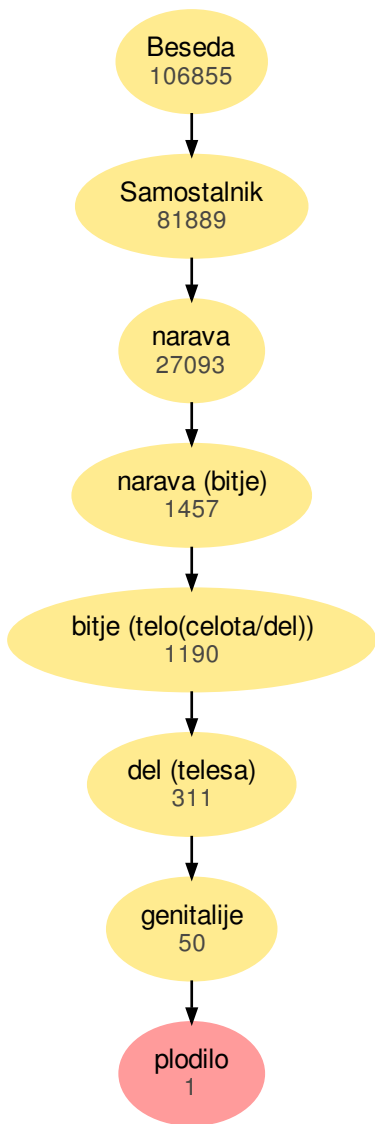 Beseda
106855
Samostalnik
81889
narava
27093
narava (bitje)
1457
bitje (telo(celota/del))
1190
del (telesa)
311
genitalije
50
plodilo
1